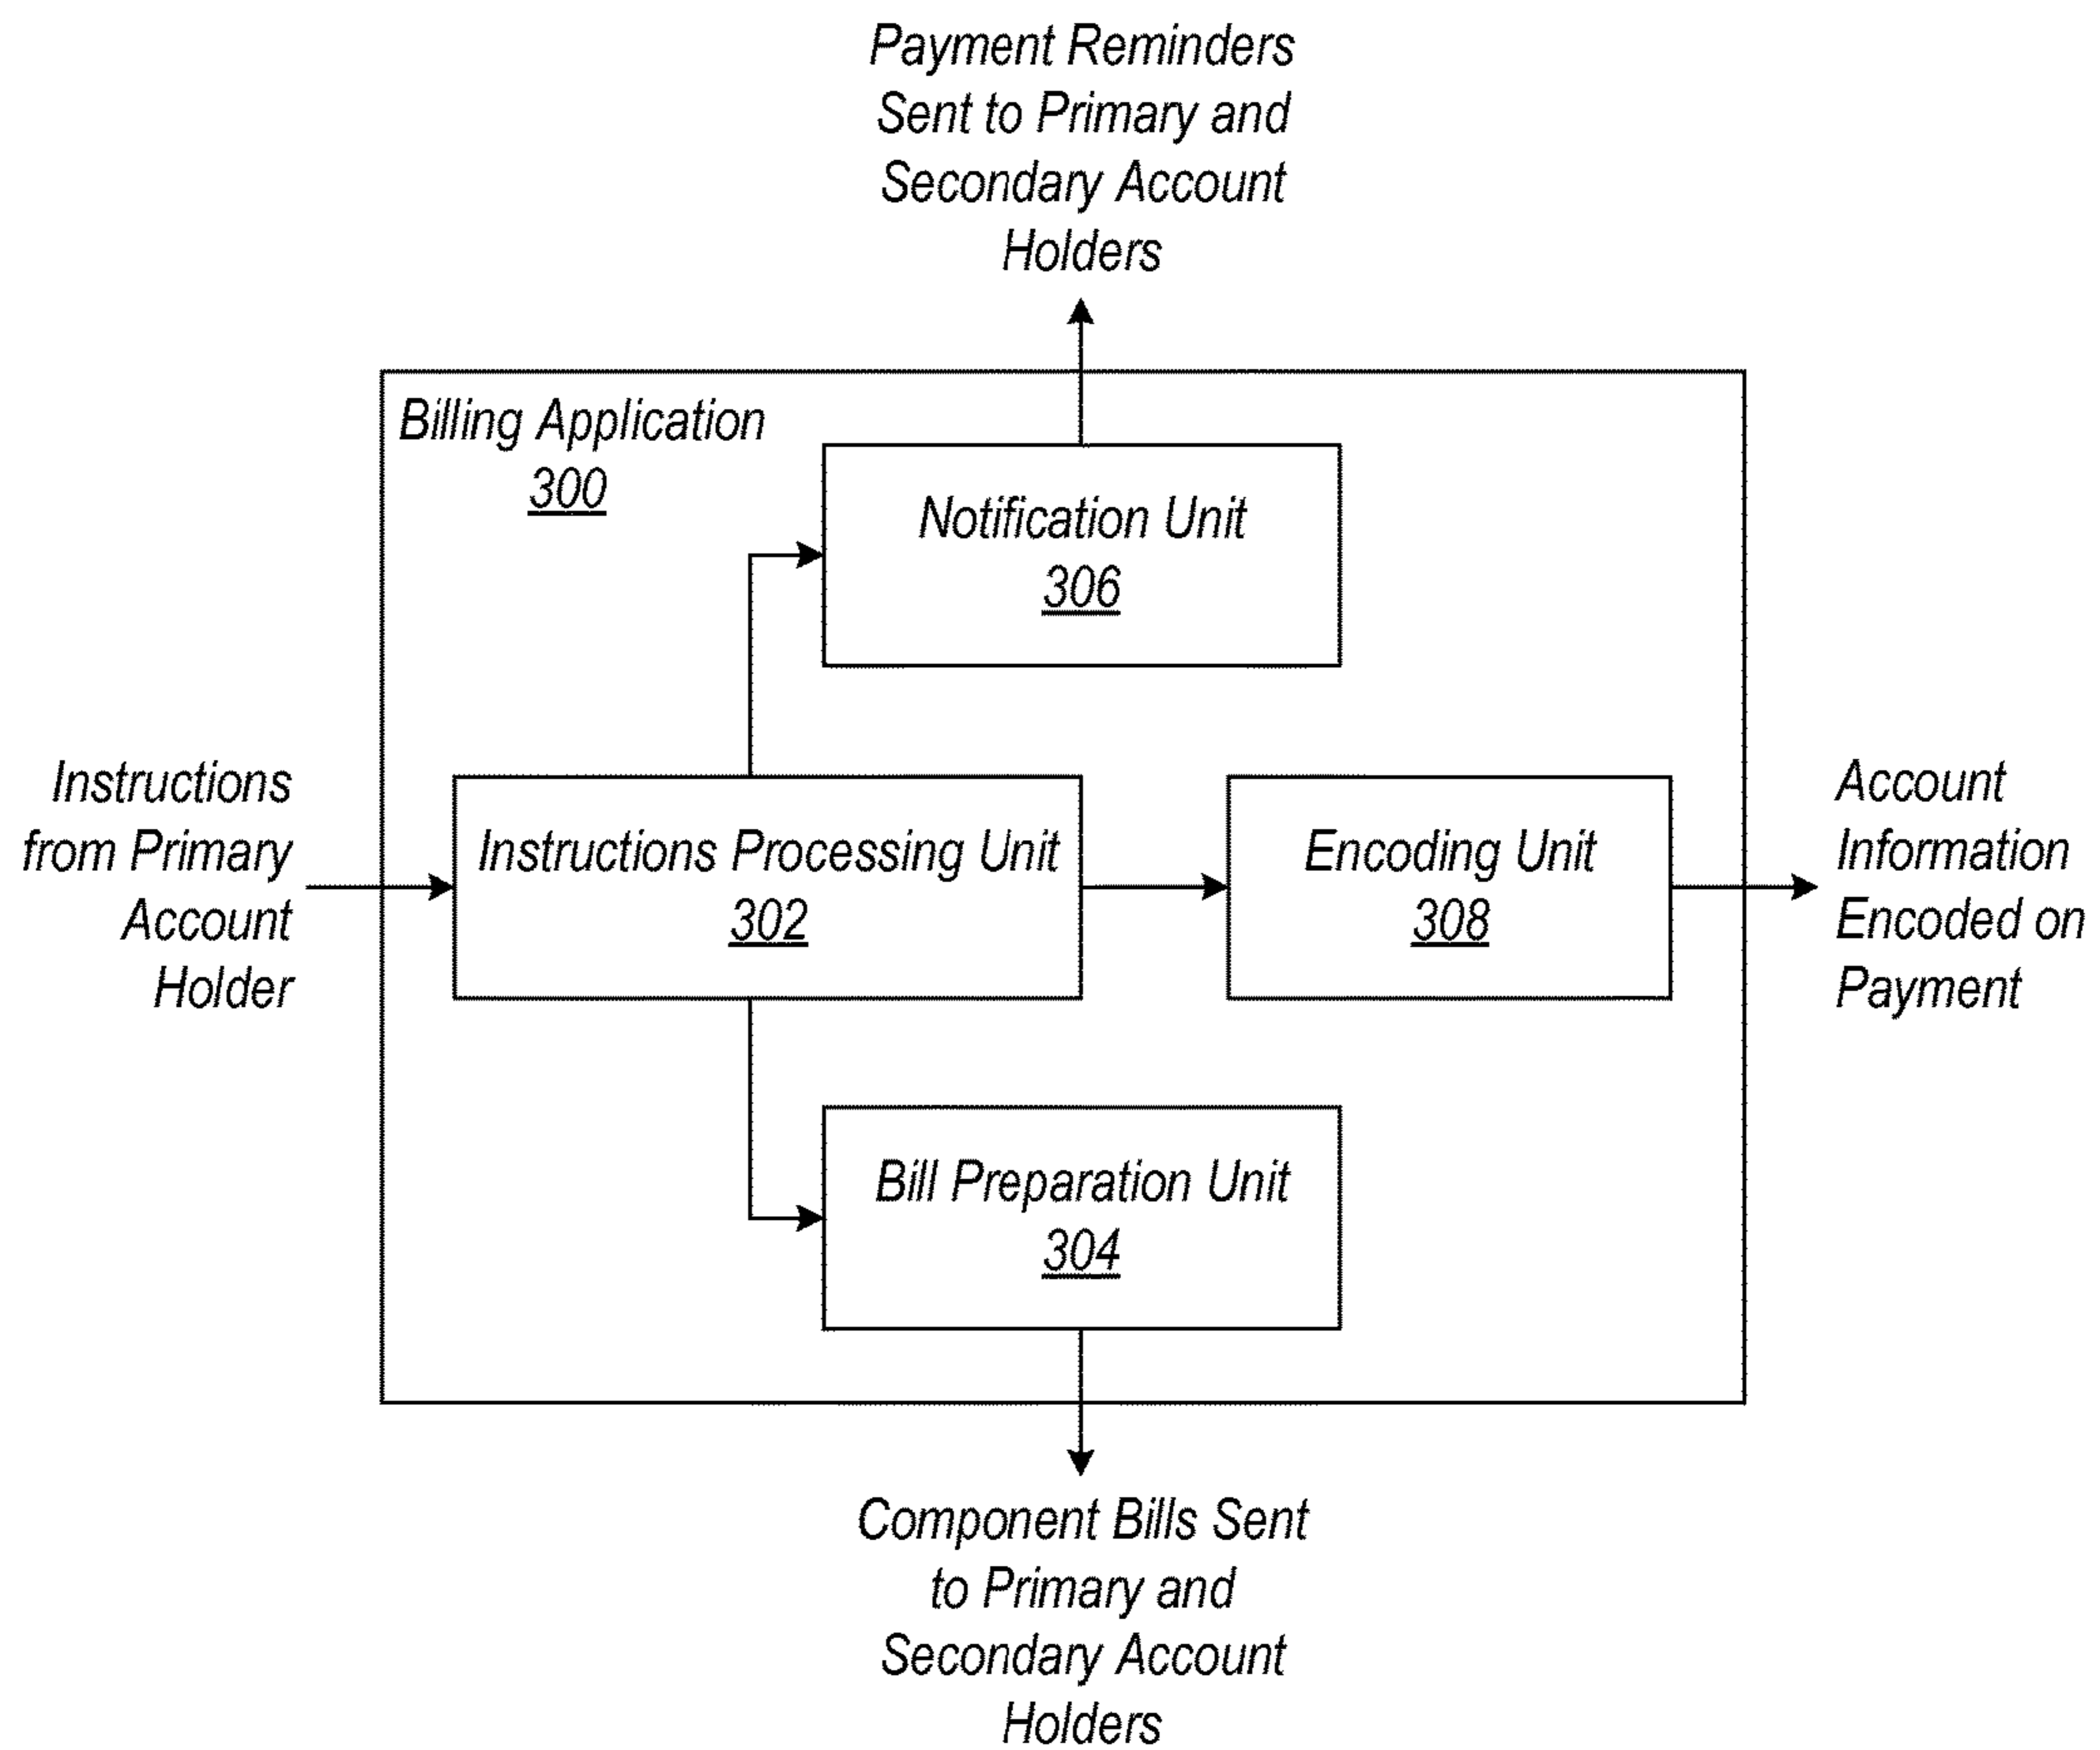 Payment Reminders
Sent to Primary and
Secondary Account
Holders
Billing Application
300
Notification Unit
306
Instructions
from Primary
Account
Holder
Instructions Processing Unit
302
Encoding Unit
308
Account
Information
Encoded on
Payment
Bill Preparation Unit
304
Component Bills Sent
to Primary and
Secondary Account
Holders